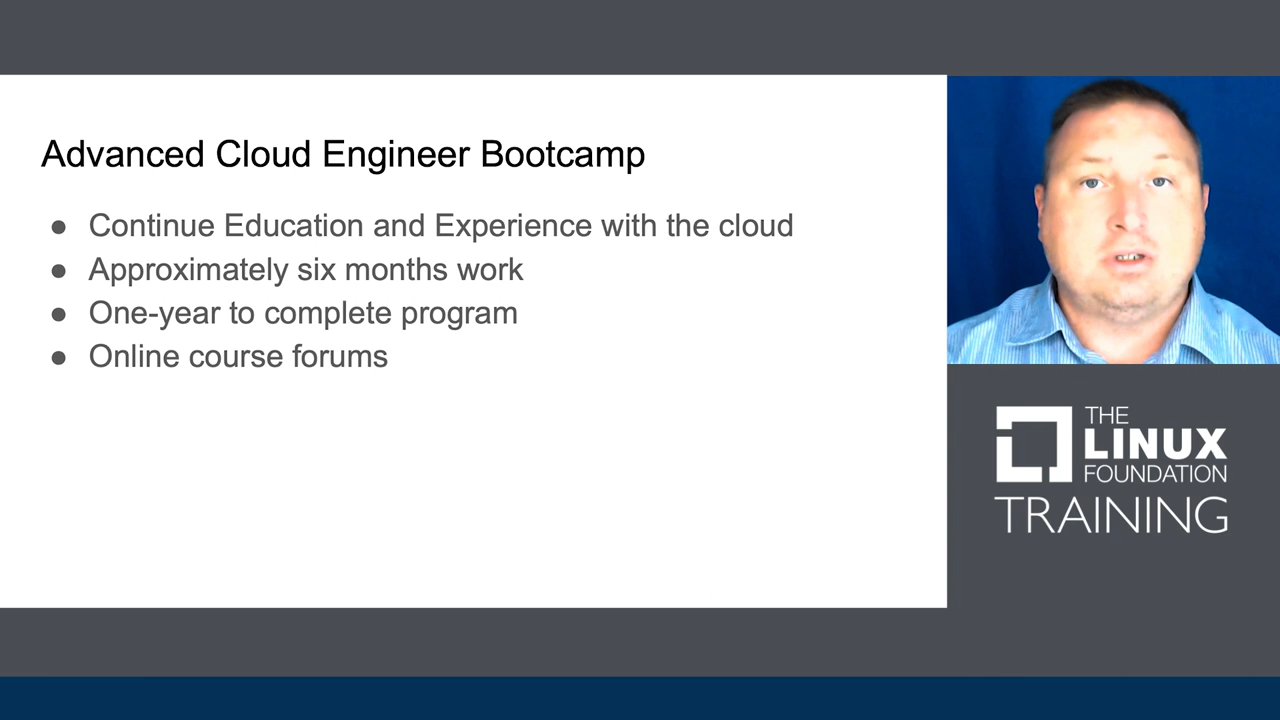 Advanced Cloud Engineer Bootcamp
● Continue Education and Experience with the cloud
● Approximately six months work
● One-year to complete program
● Online course forums
THE
LINUX
FOUNDATION
TRAINING